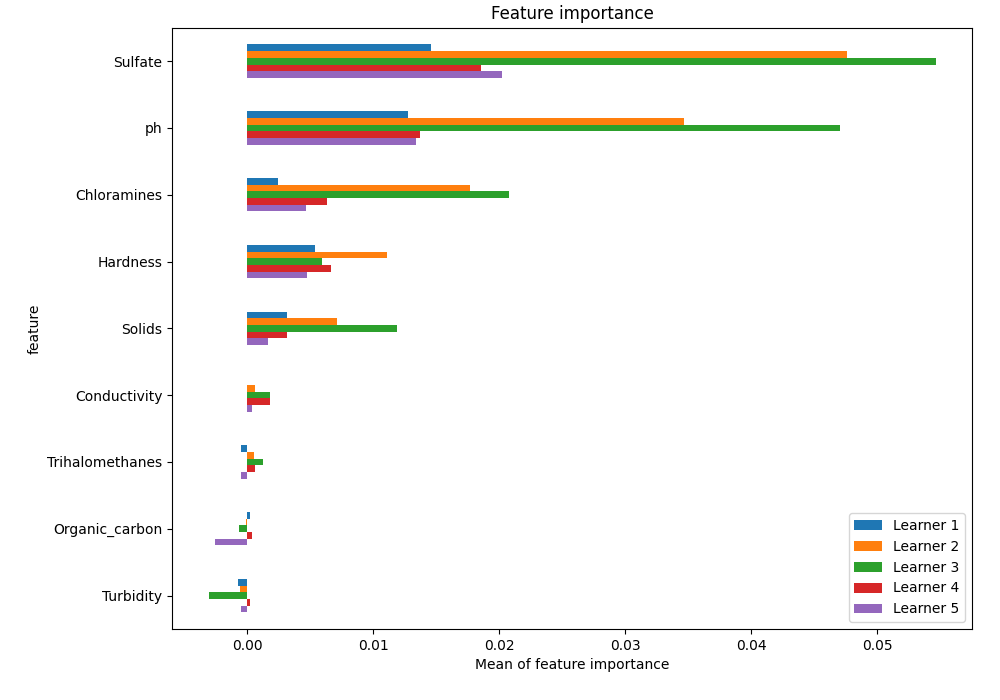 Feature importance
Sulfate
ph
Chloramines
Hardness
Solids
Conductivity
Trihalomethanes
Organic_carbon
Turbidity
feature
Learner 1
Learner 2
Learner 3
Learner 4
Learner 5
0.00 0.01 0.02 0.03 0.04 0.05
Mean of feature importance